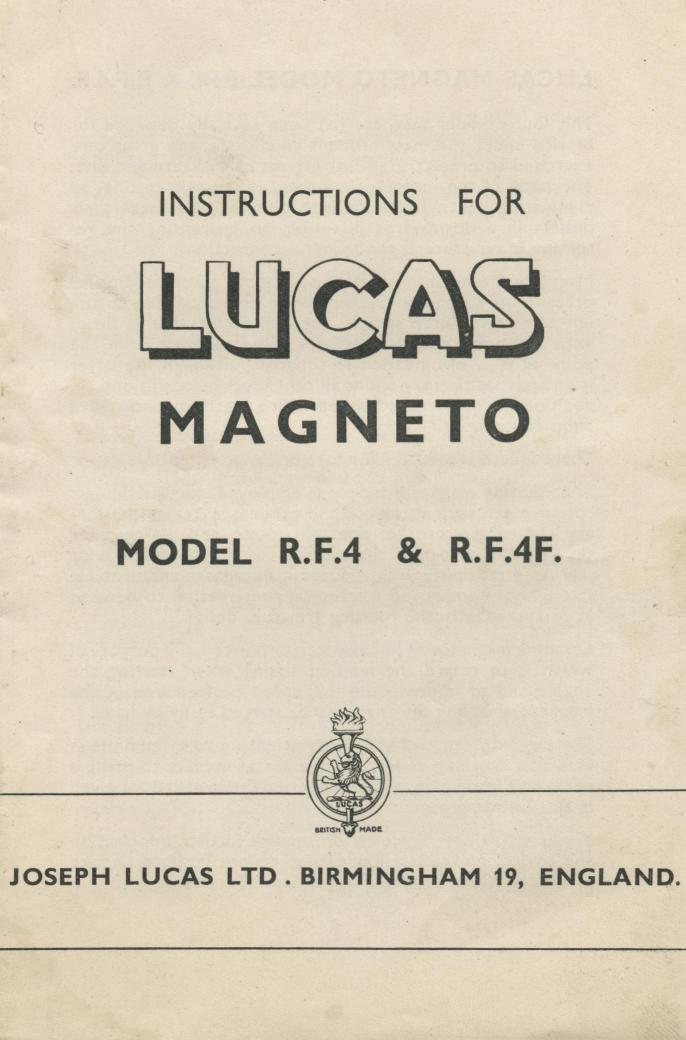 INSTRUCTIONS FOR
LUCAS
MAGNETO
MODEL R.F.4 & R.F.4F.
LUCAS
BRITISH MADE
JOSEPH LUCAS LTD. BIRMINGHAM 19, ENGLAND.